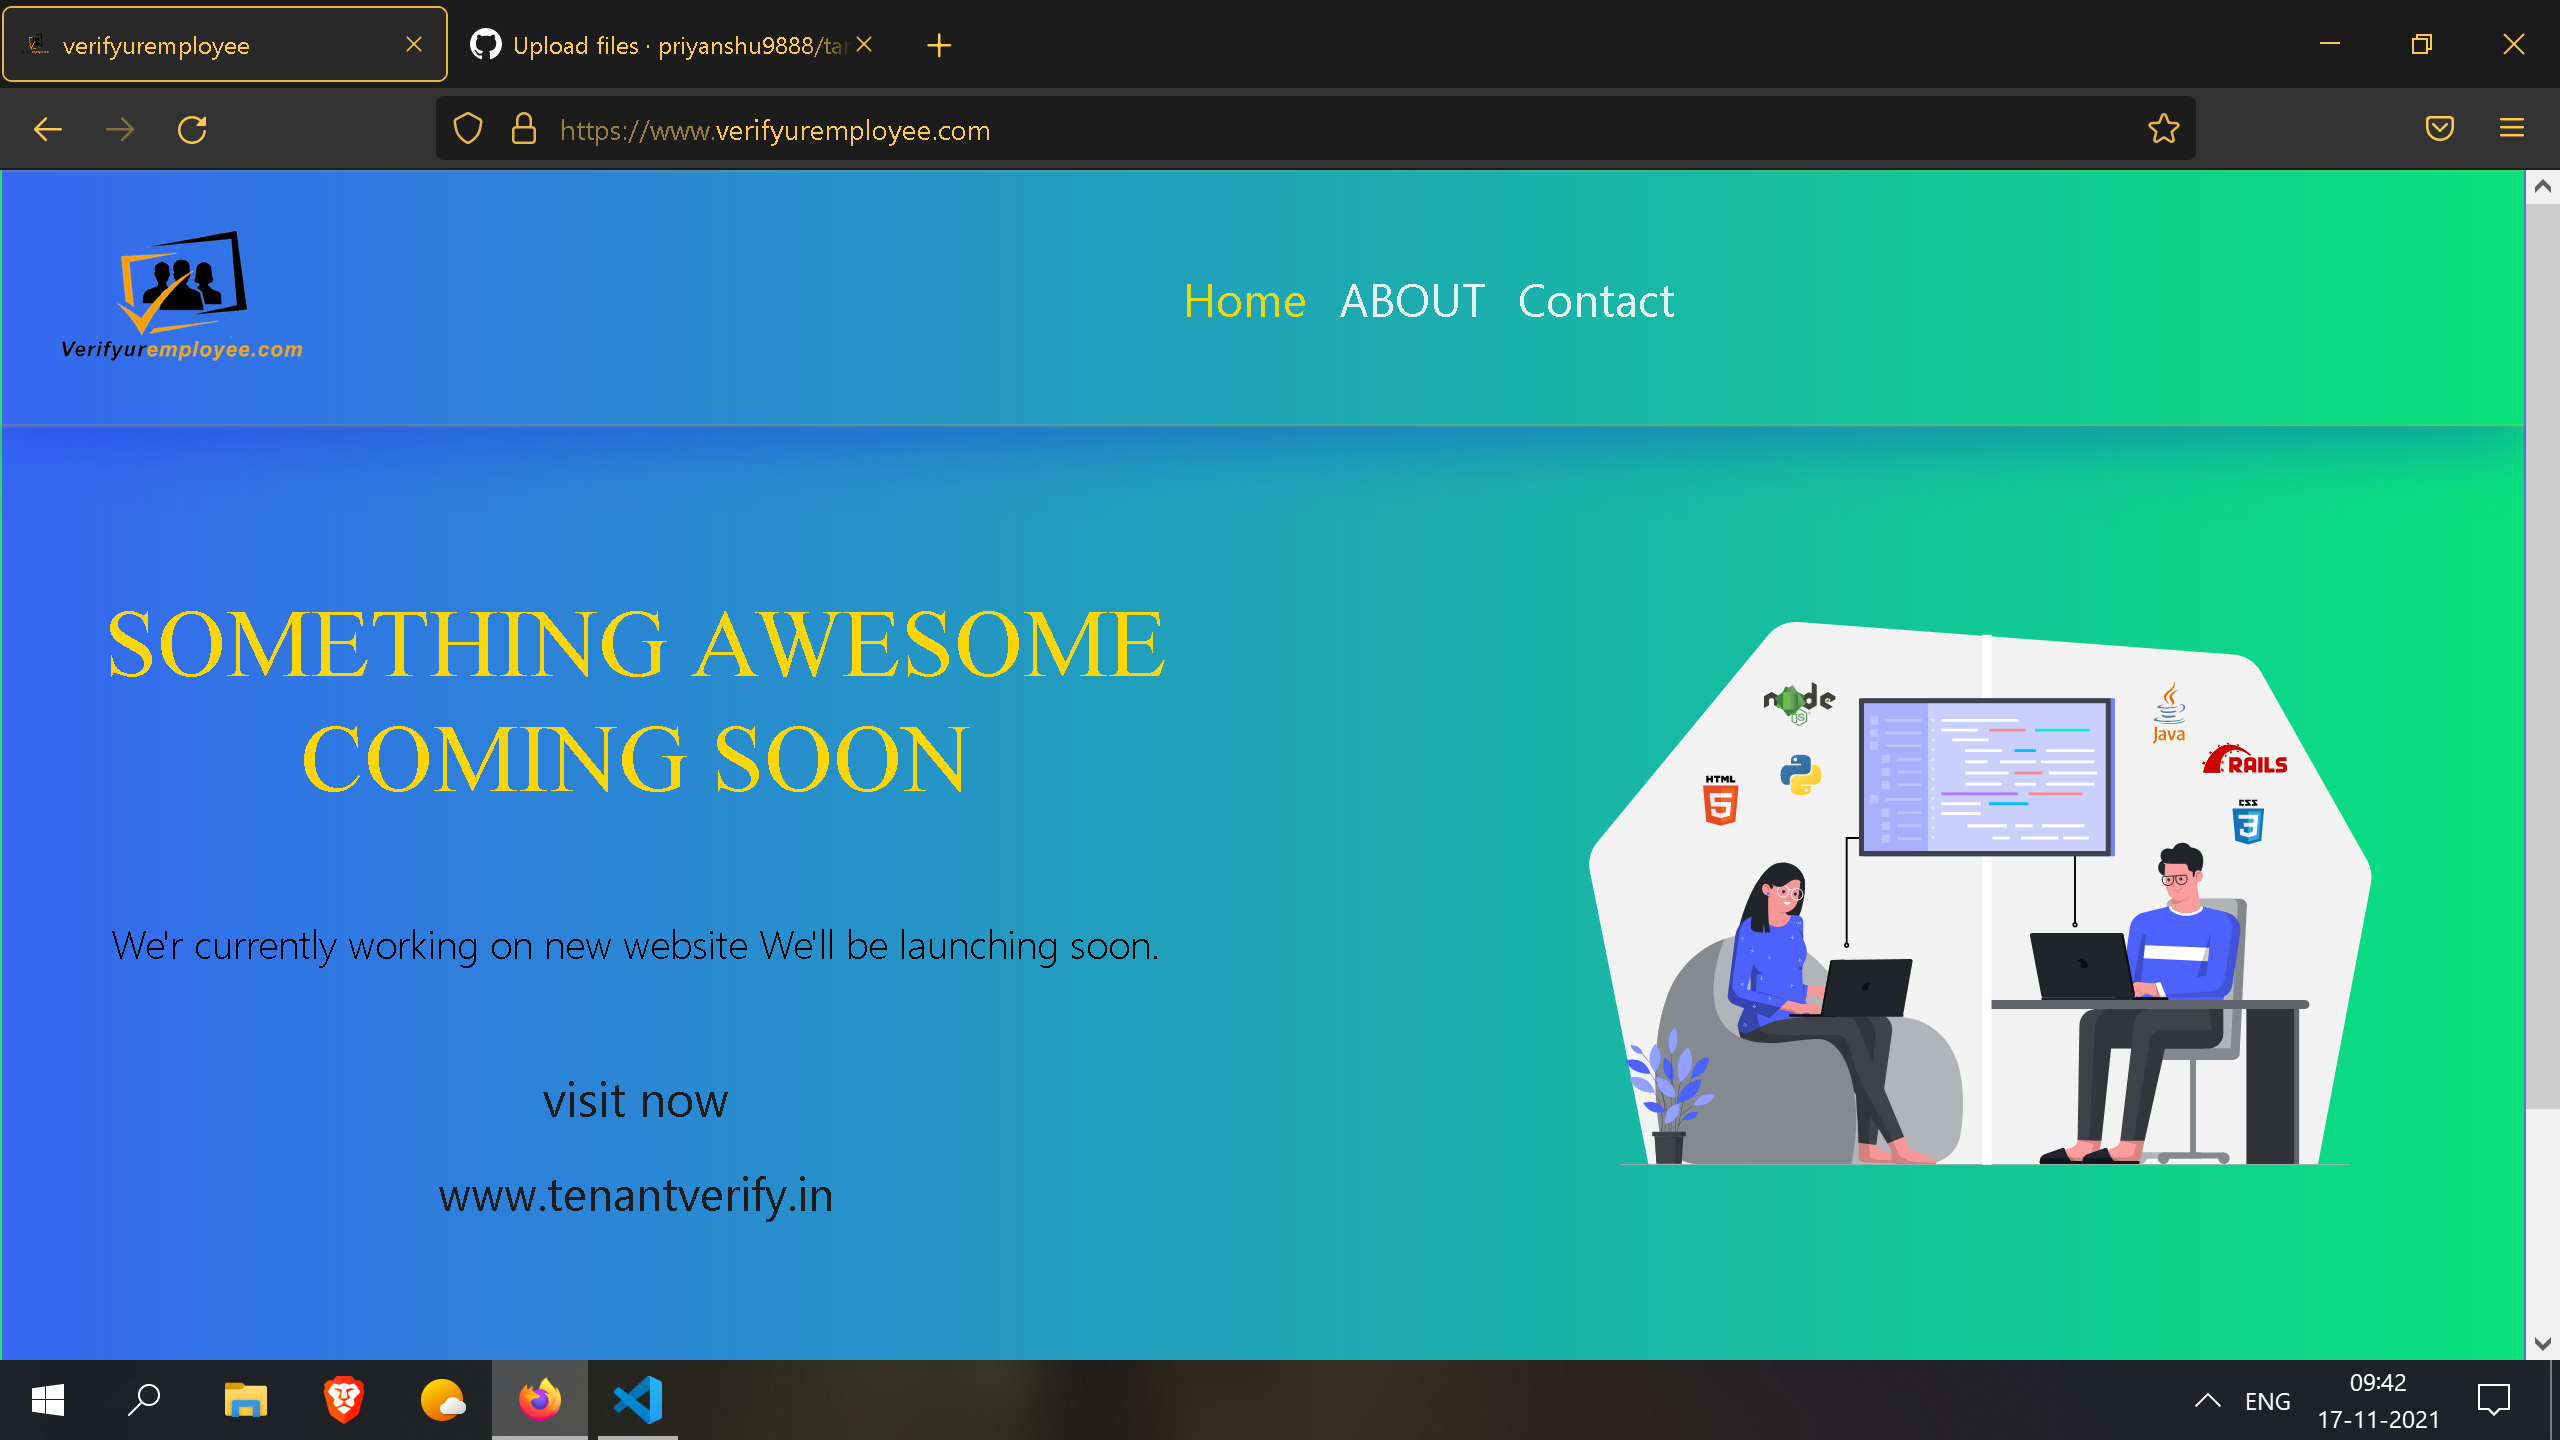 verifyuremployee
Upload files · priyanshu9888/tar
https://www.verifyuremployee.com
Verifyuremployee.com
Home ABOUT Contact
SOMETHING AWESOME
COMING SOON
We'r currently working on new website We'll be launching soon.
visit now
www.tenantverify.in
node
JS
HTML
5
Java
RAILS
CSS
3
ENG
09:42
17-11-2021